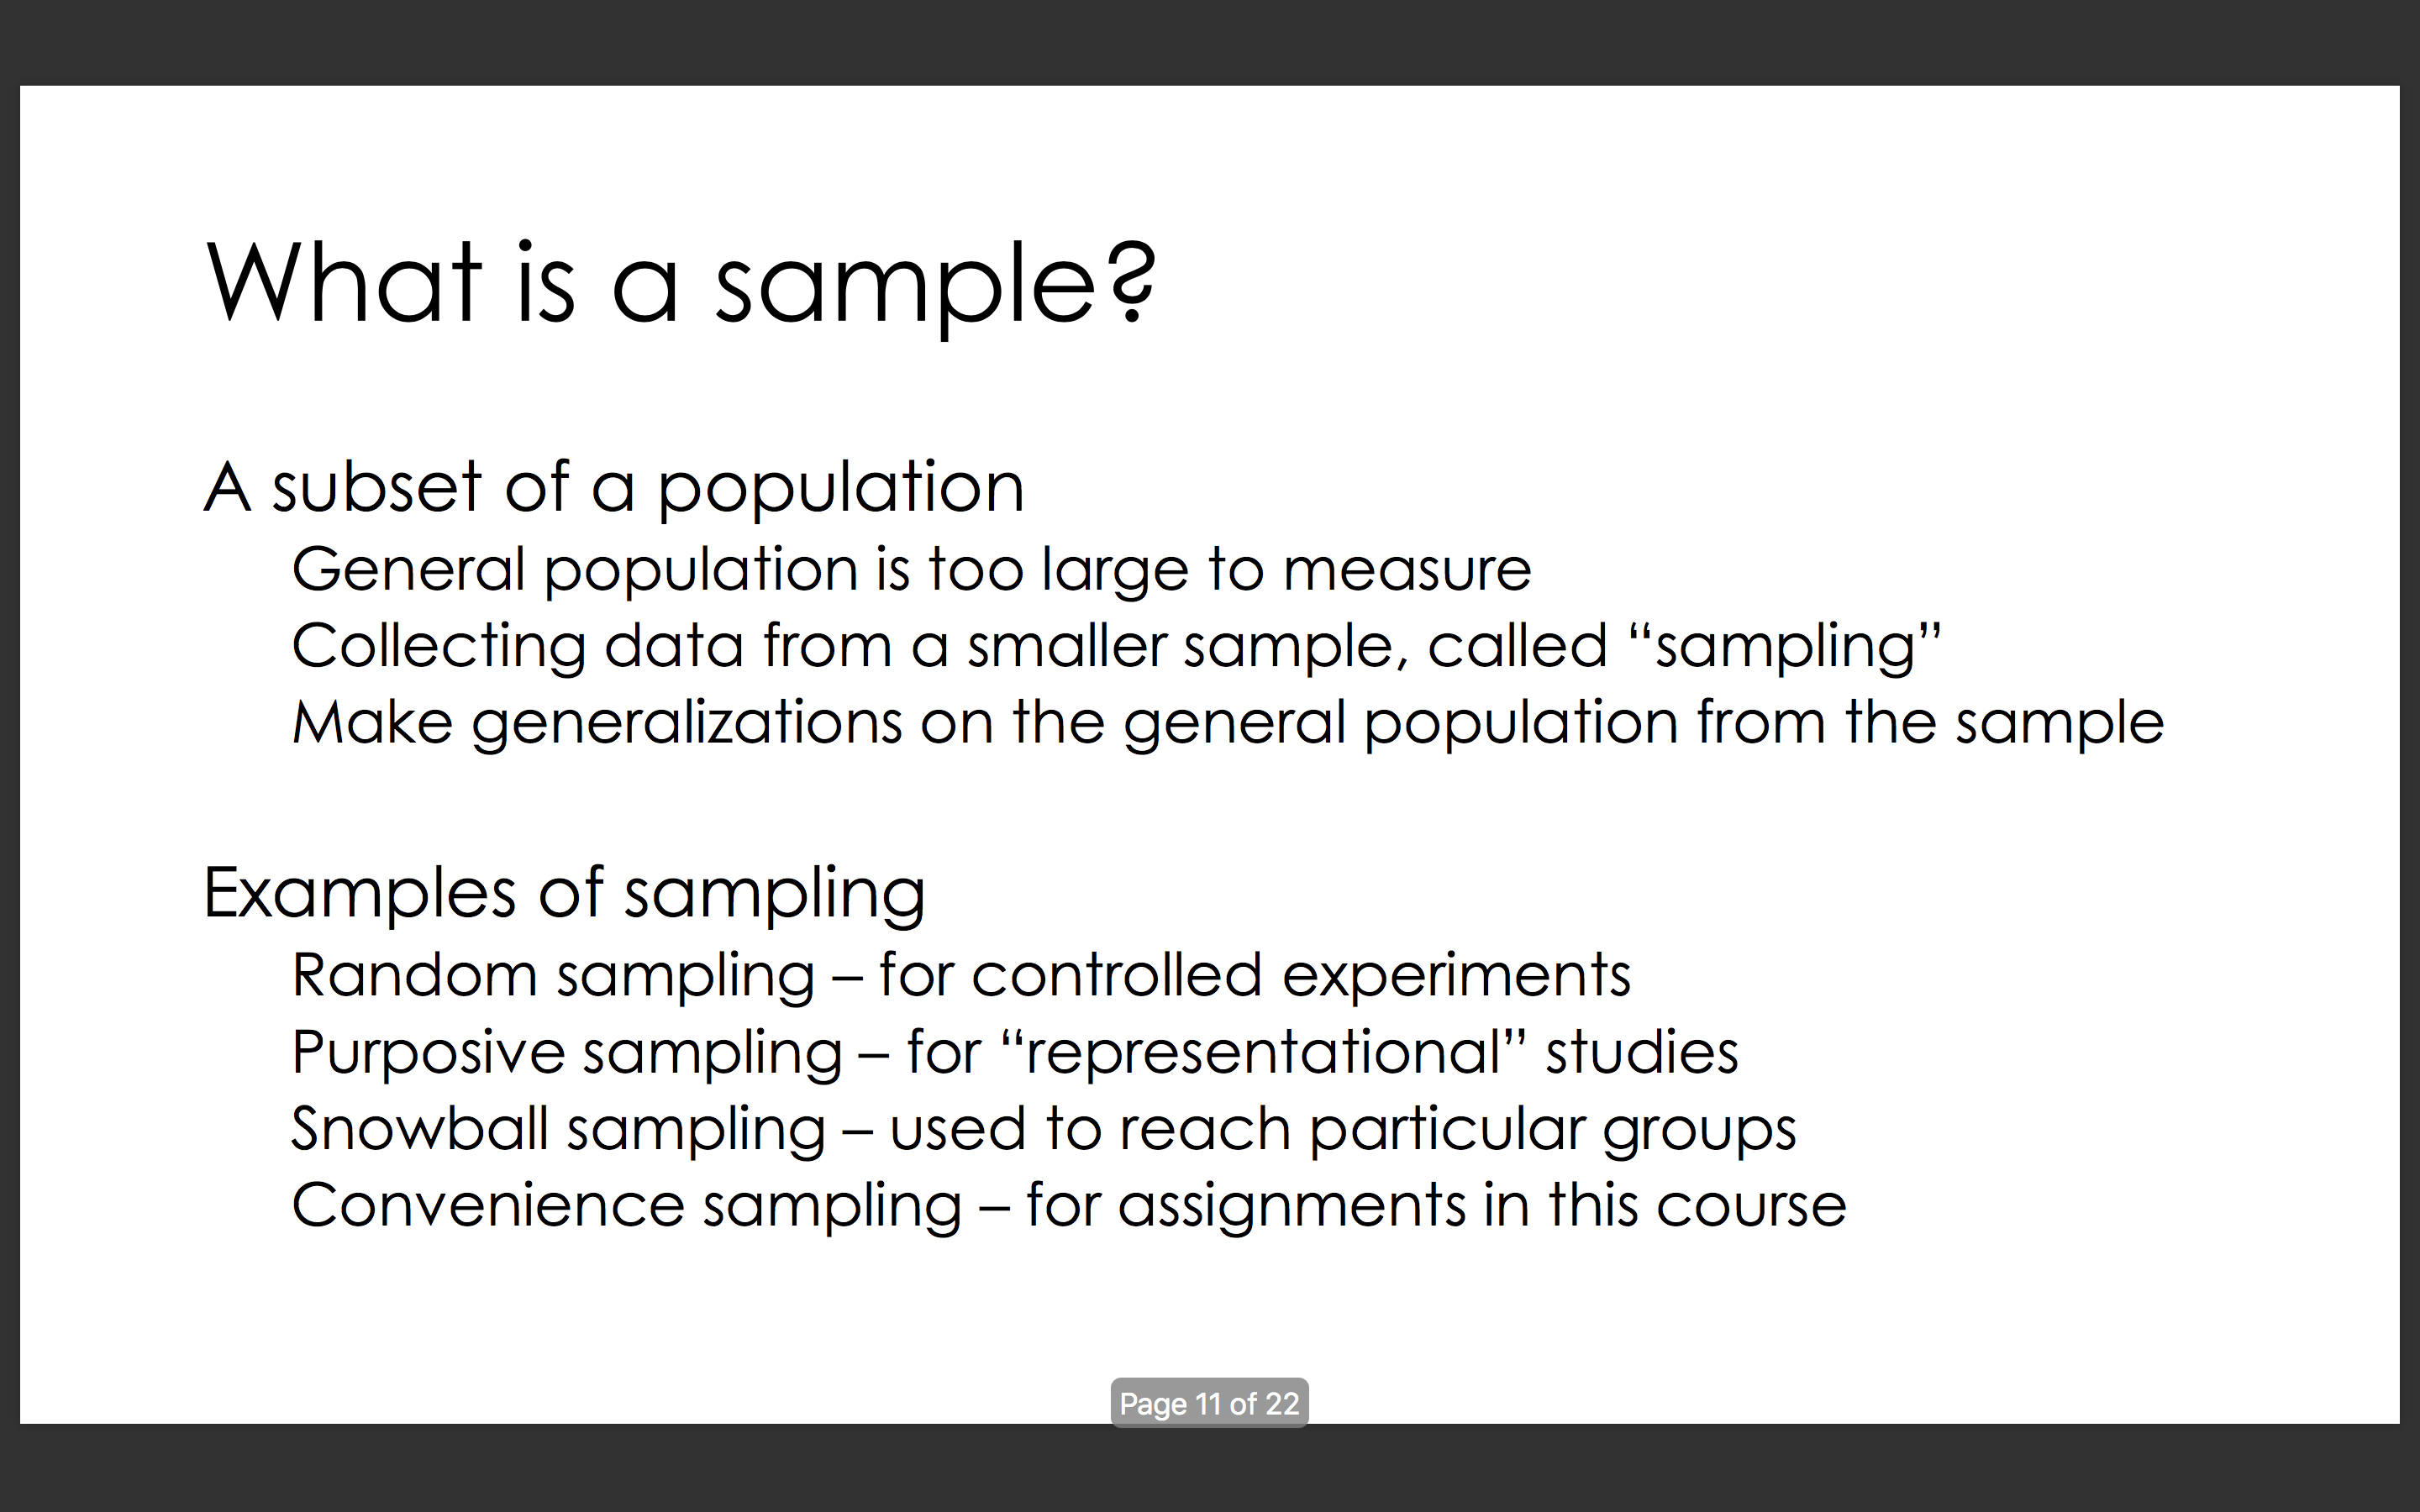 What is a sample?
A subset of a population
General population is too large to measure
Collecting data from a smaller sample, called “sampling”
Make generalizations on the general population from the sample
Examples of sampling
Random sampling – for controlled experiments
Purposive sampling – for “representational” studies
Snowball sampling – used to reach particular groups
Convenience sampling – for assignments in this course
Page 11 of 22